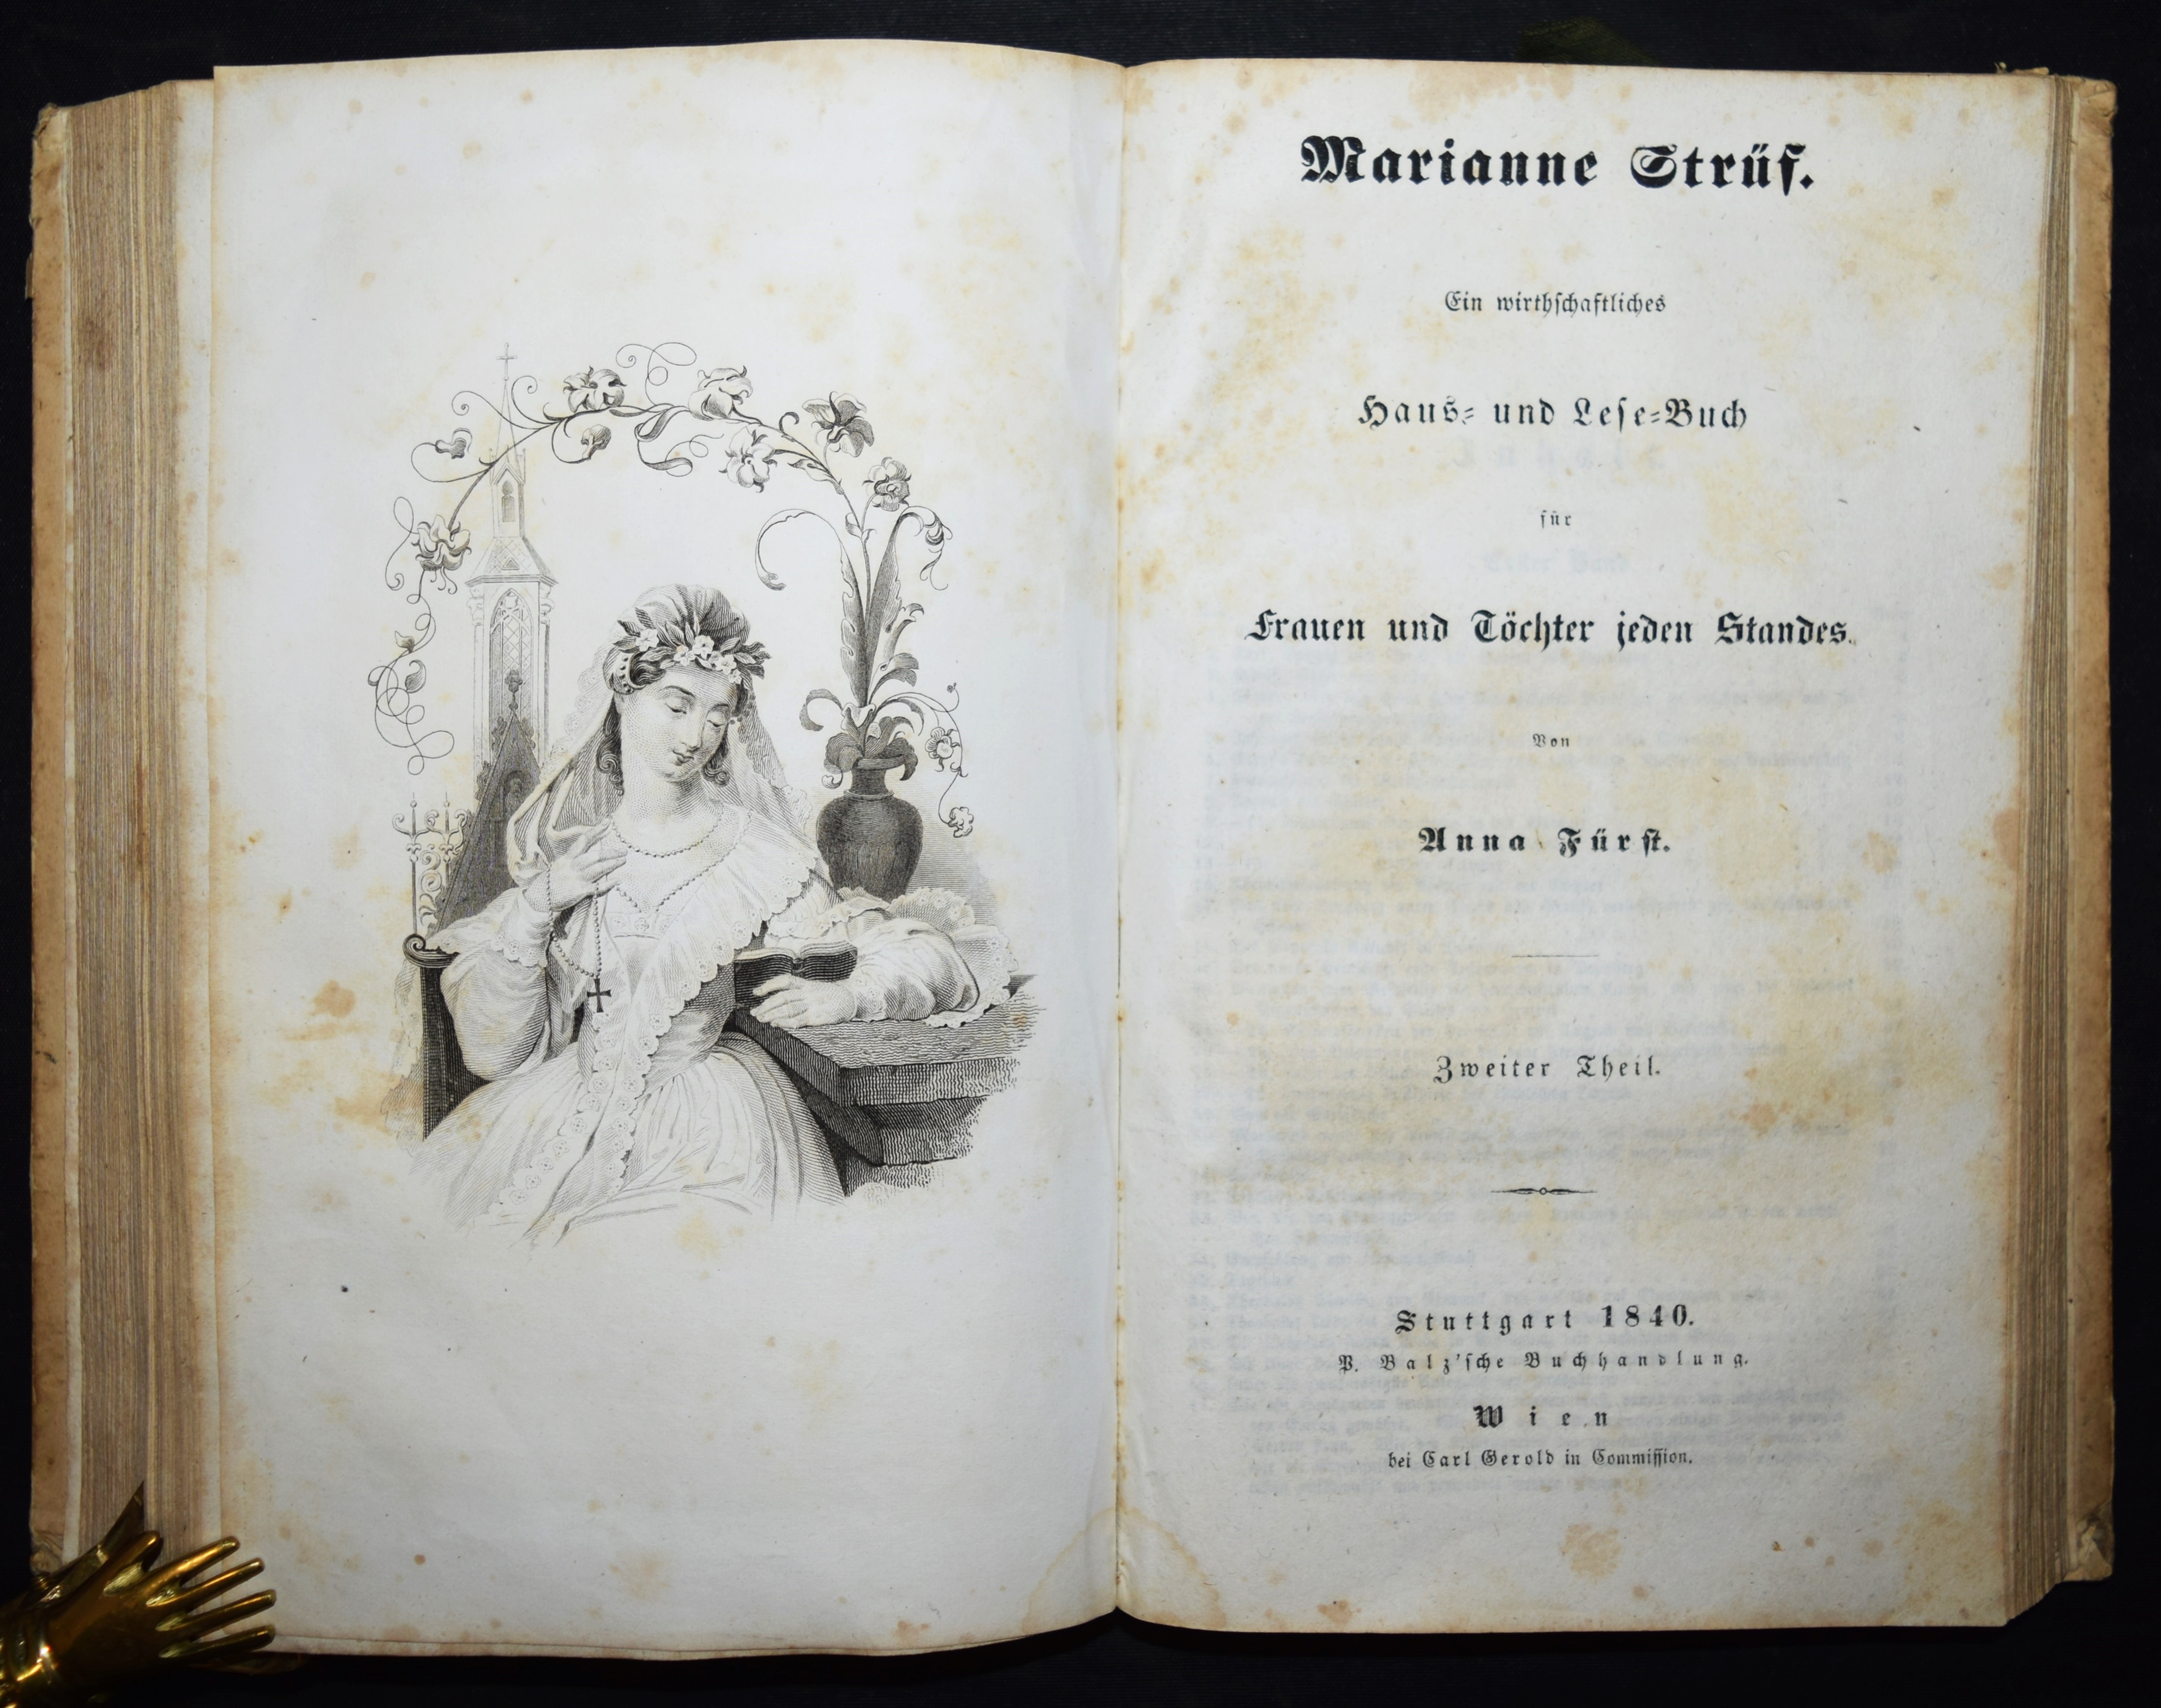 Marianne Strüf.
Ein wirthschaftliches
Haus- und Lese-Buch
für
Frauen und Töchter jeden Standes.
Von
Anna Fürst.
Zweiter Theil.
Stuttgart 1840.
P. Balz'sche Buchhandlung.
Wien
bei Carl Gerold in Commission.